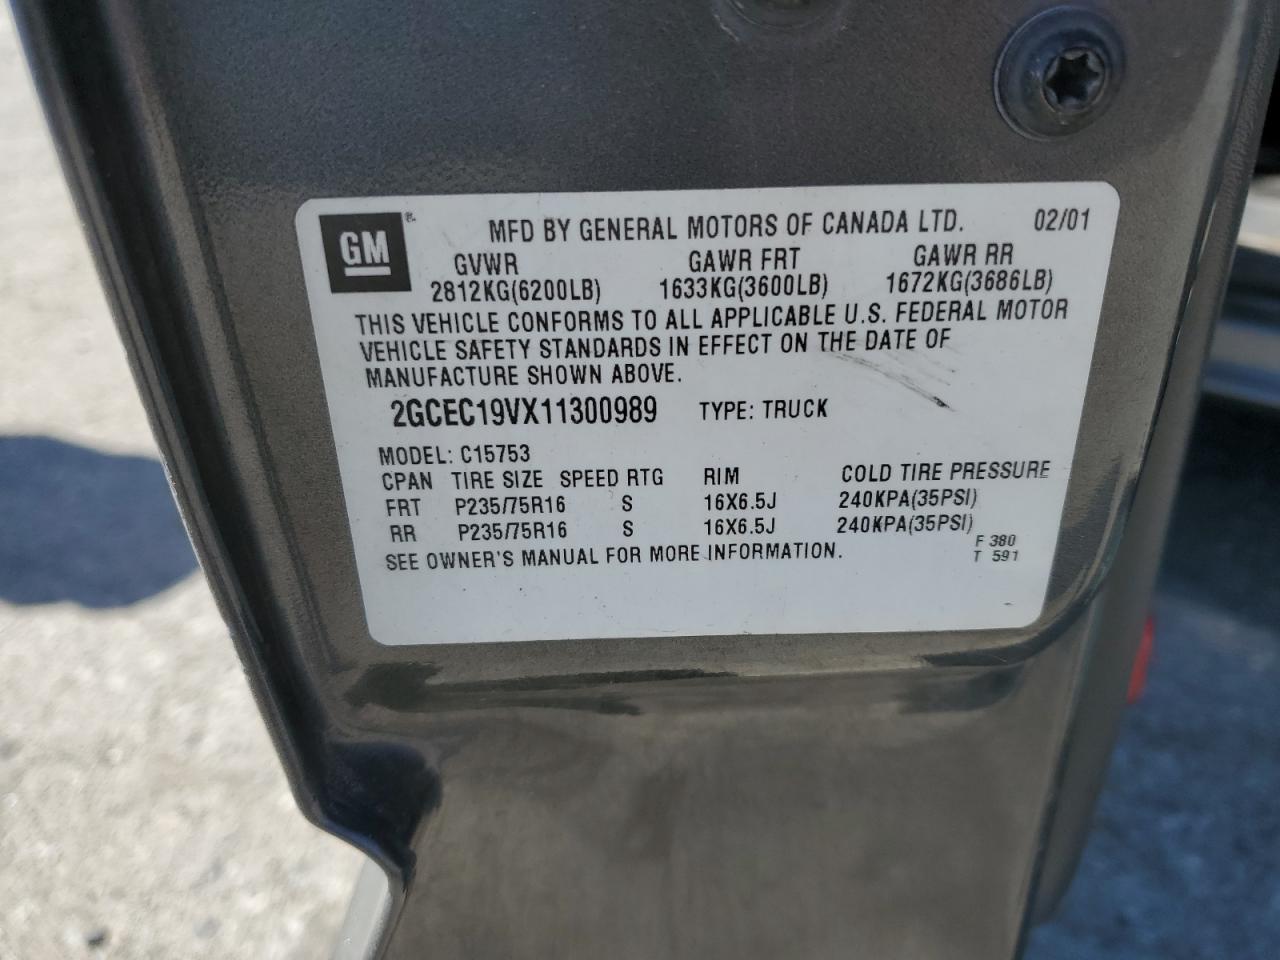 GM ® MFD BY GENERAL MOTORS OF CANADA LTD. 02/01
GVWR GAWR FRT GAWR RR
2812KG(6200LB) 1633KG(3600LB) 1672KG(3686LB)
THIS VEHICLE CONFORMS TO ALL APPLICABLE U.S. FEDERAL MOTOR
VEHICLE SAFETY STANDARDS IN EFFECT ON THE DATE OF
MANUFACTURE SHOWN ABOVE.
2GCEC19VX11300989 TYPE: TRUCK
MODEL: C15753
CPAN TIRE SIZE SPEED RTG RIM COLD TIRE PRESSURE
FRT P235/75R16 S 16X6.5J 240KPA(35PSI)
RR P235/75R16 S 16X6.5J 240KPA(35PSI)
SEE OWNER'S MANUAL FOR MORE INFORMATION.
F 380
T 591